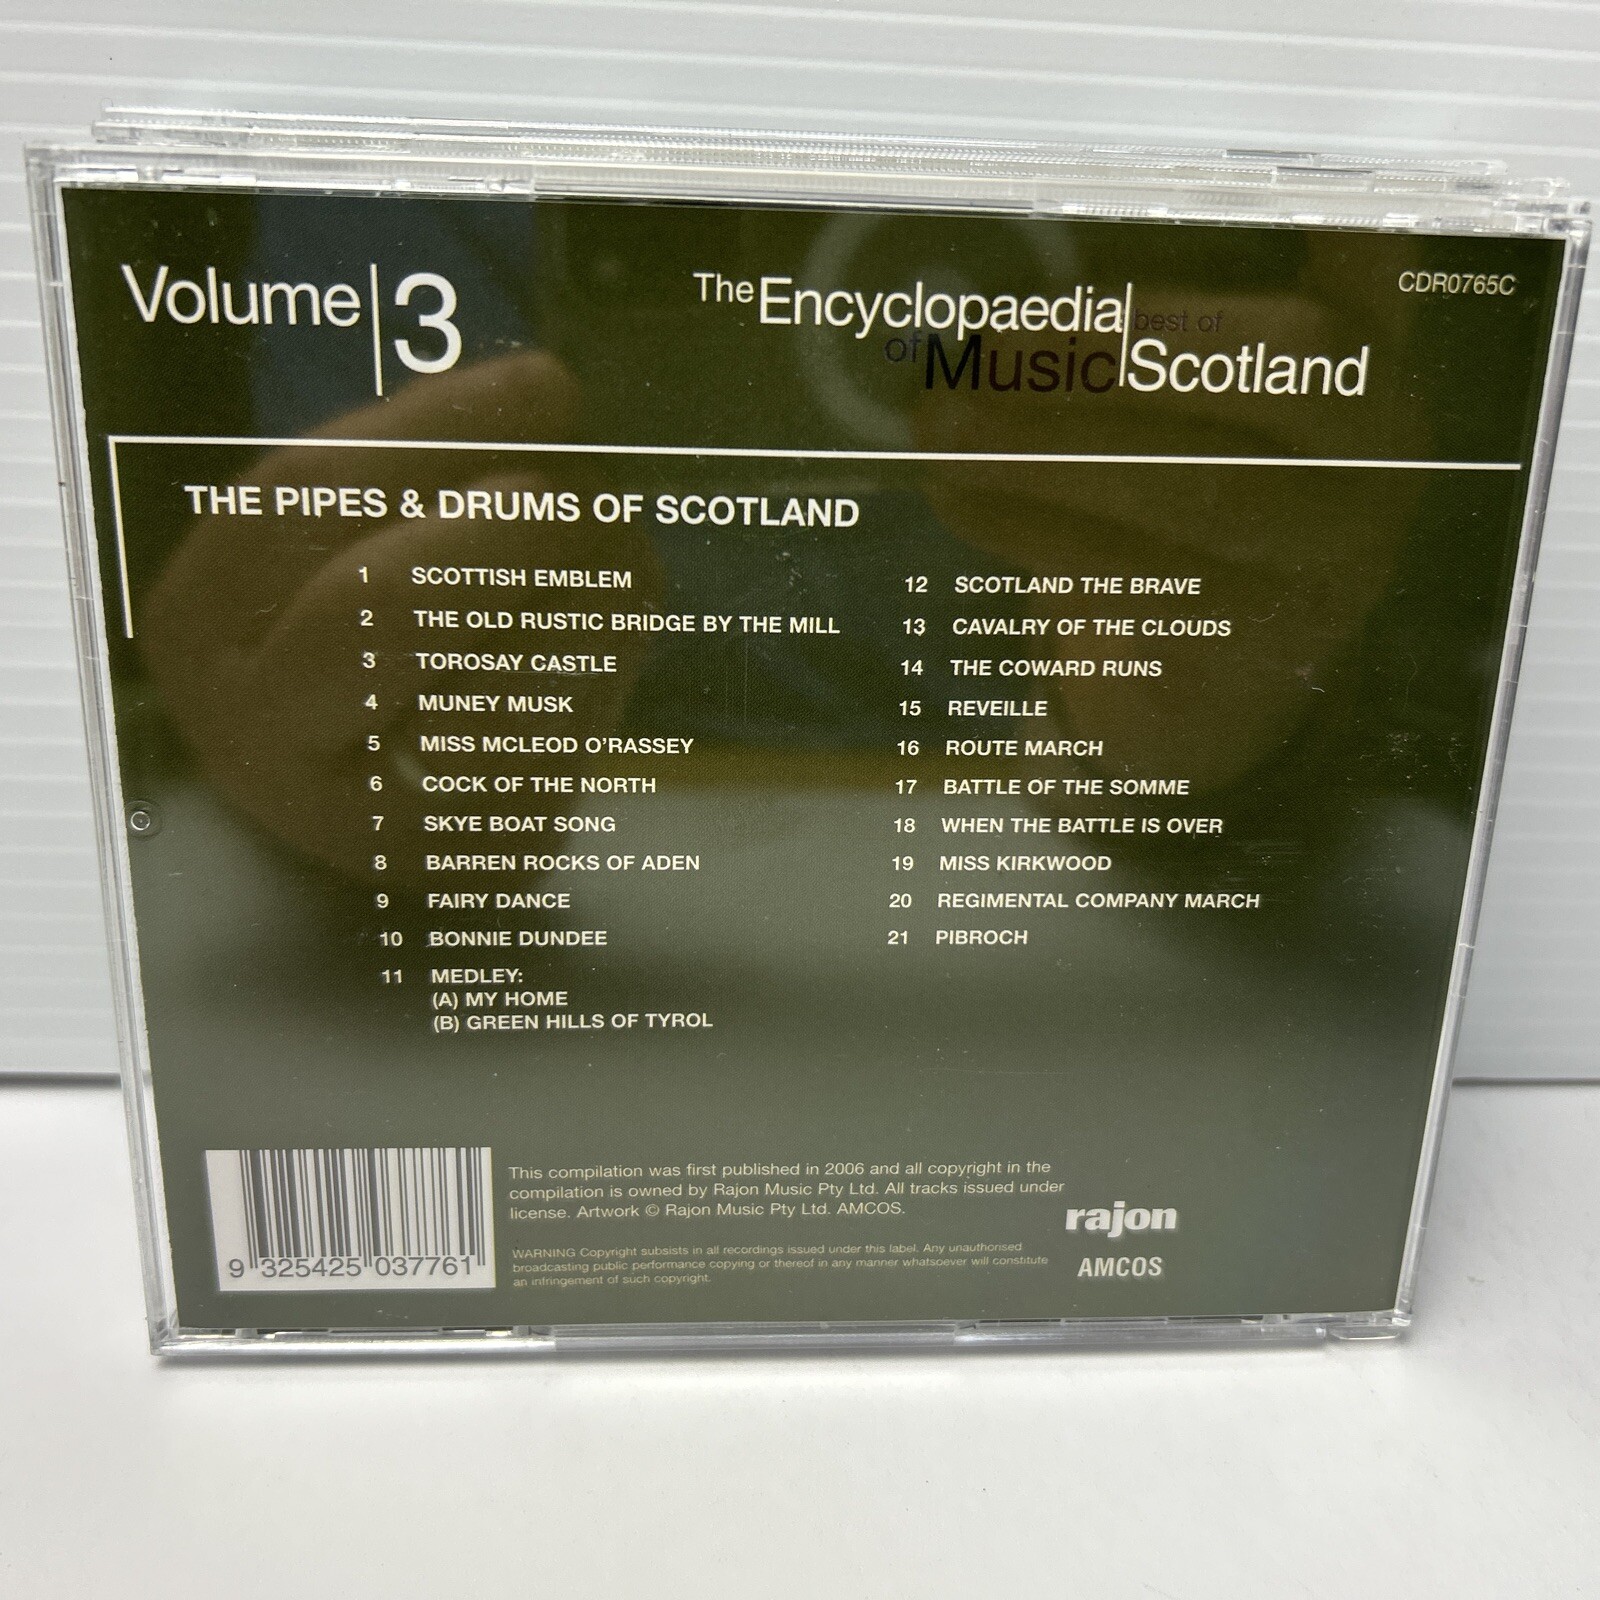 Volume 3
The Encyclopaedia best of
of Music Scotland
CDR0765C
THE PIPES & DRUMS OF SCOTLAND
1 SCOTTISH EMBLEM
2 THE OLD RUSTIC BRIDGE BY THE MILL
3 TOROSAY CASTLE
4 MUNEY MUSK
5 MISS MCLEOD O'RASSEY
6 COCK OF THE NORTH
7 SKYE BOAT SONG
8 BARREN ROCKS OF ADEN
9 FAIRY DANCE
10 BONNIE DUNDEE
11 MEDLEY:
(A) MY HOME
(B) GREEN HILLS OF TYROL
12 SCOTLAND THE BRAVE
13 CAVALRY OF THE CLOUDS
14 THE COWARD RUNS
15 REVEILLE
16 ROUTE MARCH
17 BATTLE OF THE SOMME
18 WHEN THE BATTLE IS OVER
19 MISS KIRKWOOD
20 REGIMENTAL COMPANY MARCH
21 PIBROCH
9 325425 037761
This compilation was first published in 2006 and all copyright in the
compilation is owned by Rajon Music Pty Ltd. All tracks issued under
license. Artwork © Rajon Music Pty Ltd. AMCOS.
WARNING Copyright subsists in all recordings issued under this label. Any unauthorised
broadcasting public performance copying or thereof in any manner whatsoever will constitute
an infringement of such copyright.
rajon
AMCOS